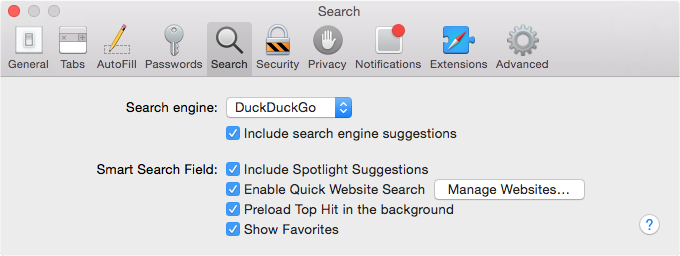 Search
General Tabs AutoFill Passwords Search Security Privacy Notifications Extensions Advanced
Search engine: DuckDuckGo
Include search engine suggestions
Smart Search Field: Include Spotlight Suggestions
Enable Quick Website Search Manage Websites...
Preload Top Hit in the background
Show Favorites
?